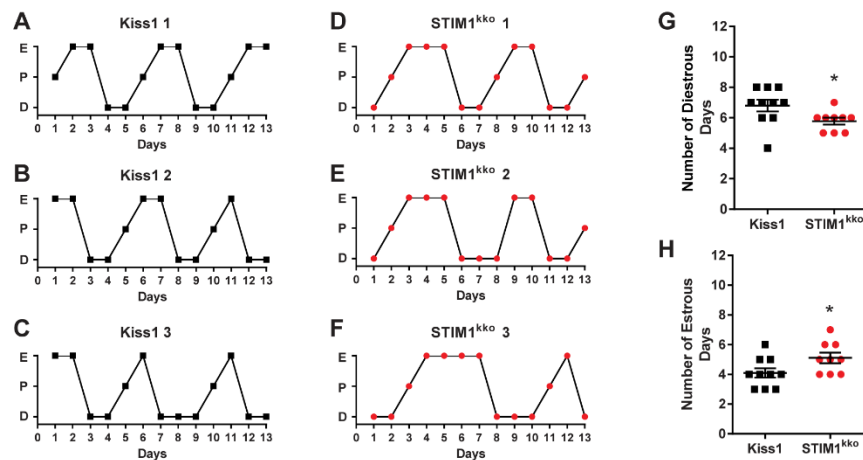 A
Kiss1 1
E
P
D
0 1 2 3 4 5 6 7 8 9 10 11 12 13
Days
B
Kiss1 2
E
P
D
0 1 2 3 4 5 6 7 8 9 10 11 12 13
Days
C
Kiss1 3
E
P
D
0 1 2 3 4 5 6 7 8 9 10 11 12 13
Days
D
STIM1kko 1
0 1 2 3 4 5 6 7 8 9 10 11 12 13
Days
E
STIM1kko 2
0 1 2 3 4 5 6 7 8 9 10 11 12 13
Days
F
STIM1kko 3
0 1 2 3 4 5 6 7 8 9 10 11 12 13
Days
G
Number of Diestrous
Days
12
10
8
6
4
2
0
*
Kiss1 STIM1kko
H
Number of Estrous
Days
12
10
8
6
4
2
0
*
Kiss1 STIM1kko